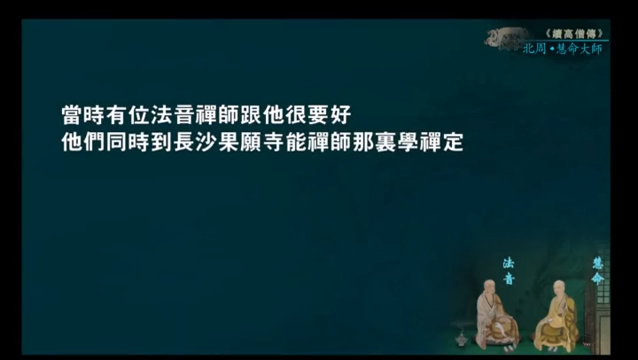 《續高僧傳》
北周•慧命大師
當時有位法音禪師跟他很要好
他們同時到長沙果願寺能禪師那裏學禪定
法音
慧命